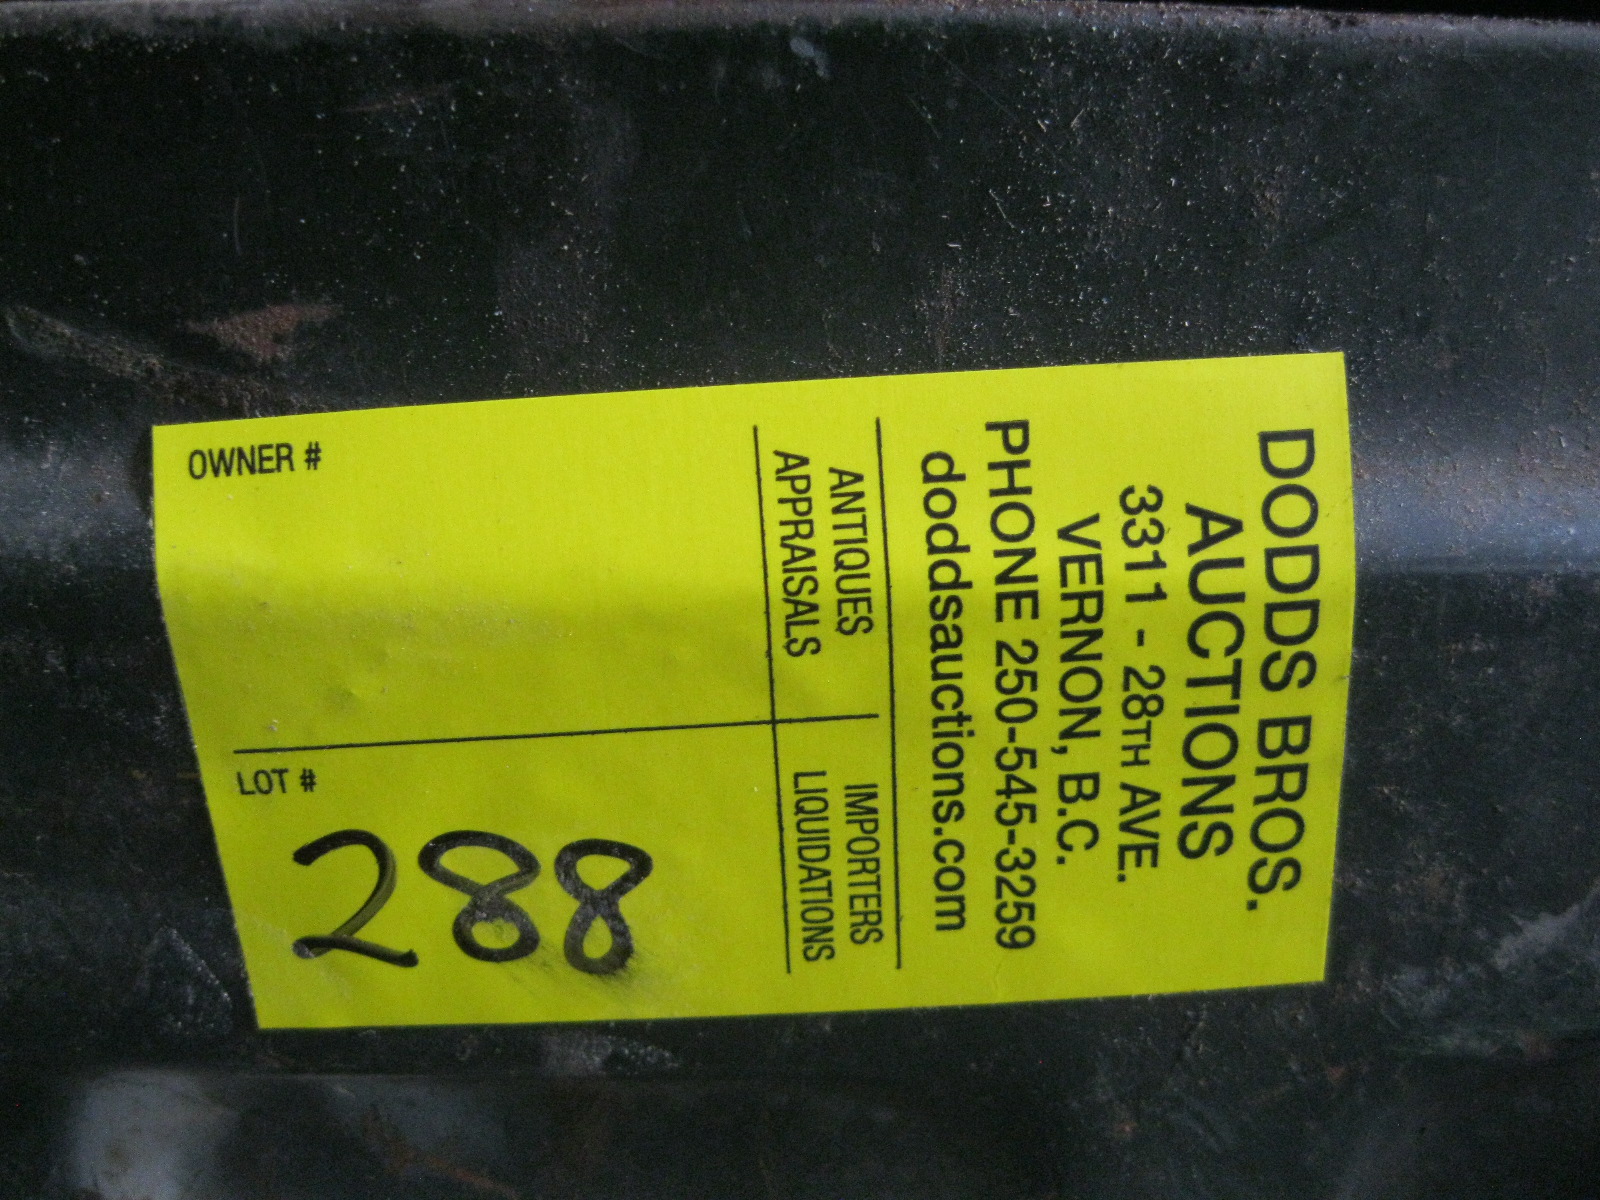 DODDS BROS.
AUCTIONS
3311 - 28TH AVE.
VERNON, B.C.
PHONE 250-545-3259
doddsauctions.com
ANTIQUES
APPRAISALS
IMPORTERS
LIQUIDATIONS
OWNER #
LOT #
288